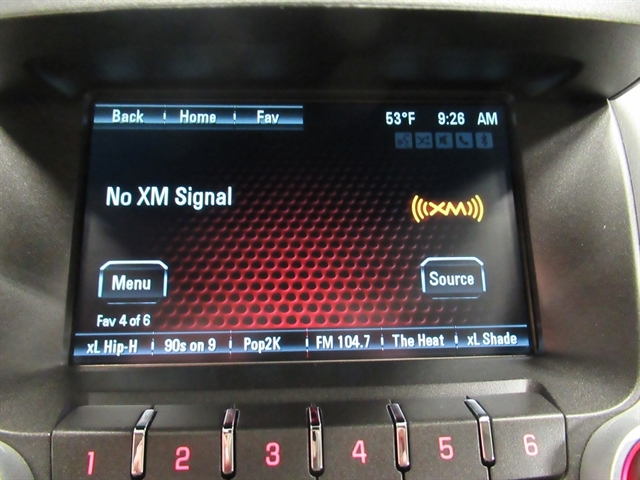 Back Home Fav 53°F 9:26 AM
No XM Signal
((XM))
Menu Source
Fav 4 of 6
xL Hip-H 90s on 9 Pop2K FM 104.7 The Heat xL Shade
1 2 3 4 5 6